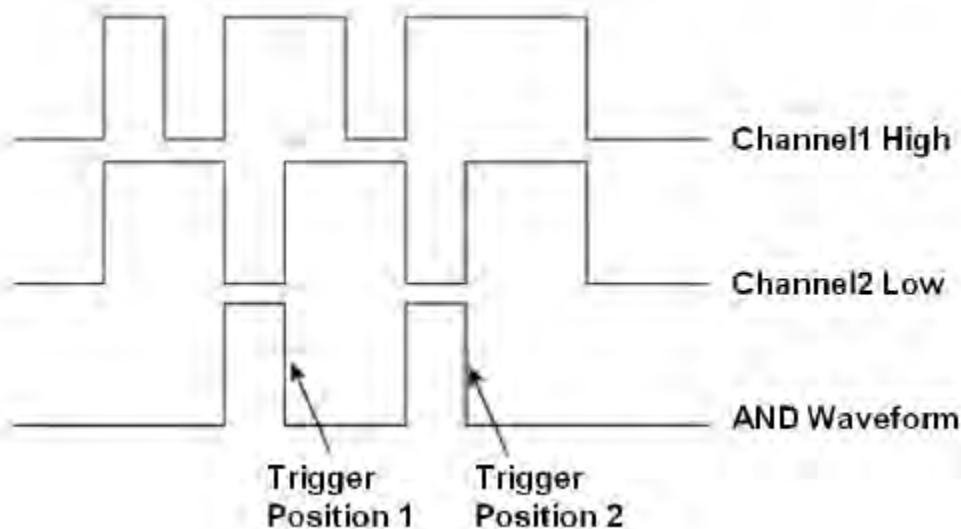 Channel1 High
Channel2 Low
AND Waveform
Trigger
Position 1
Trigger
Position 2